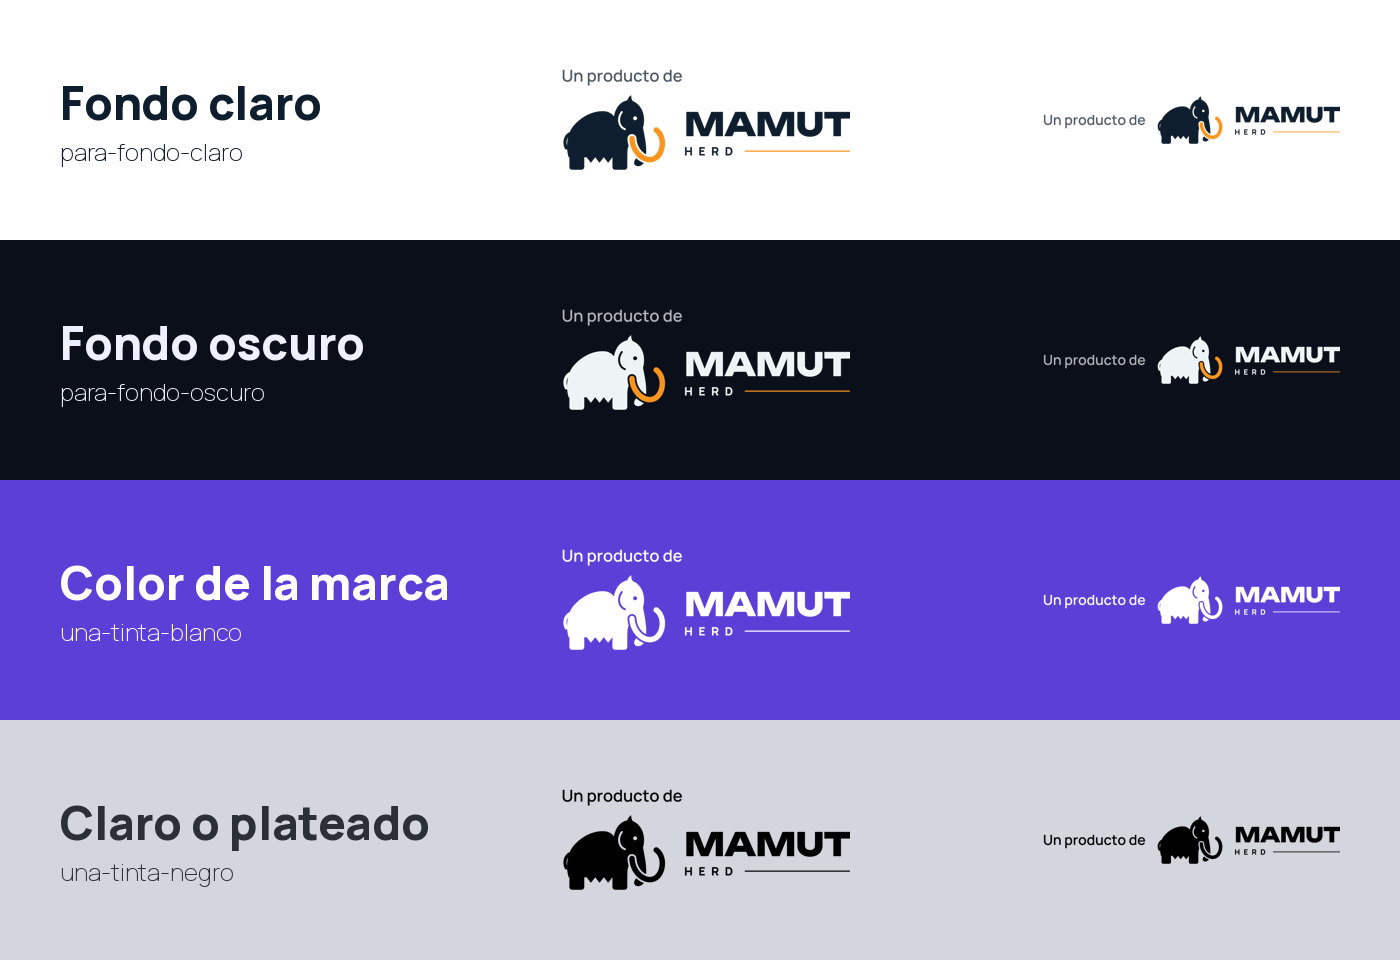 Fondo claro
para-fondo-claro
Un producto de
MAMUT
HERD
Un producto de
MAMUT
HERD
Fondo oscuro
para-fondo-oscuro
Un producto de
MAMUT
HERD
Un producto de
MAMUT
HERD
Color de la marca
una-tinta-blanco
Un producto de
MAMUT
HERD
Un producto de
MAMUT
HERD
Claro o plateado
una-tinta-negro
Un producto de
MAMUT
HERD
Un producto de
MAMUT
HERD